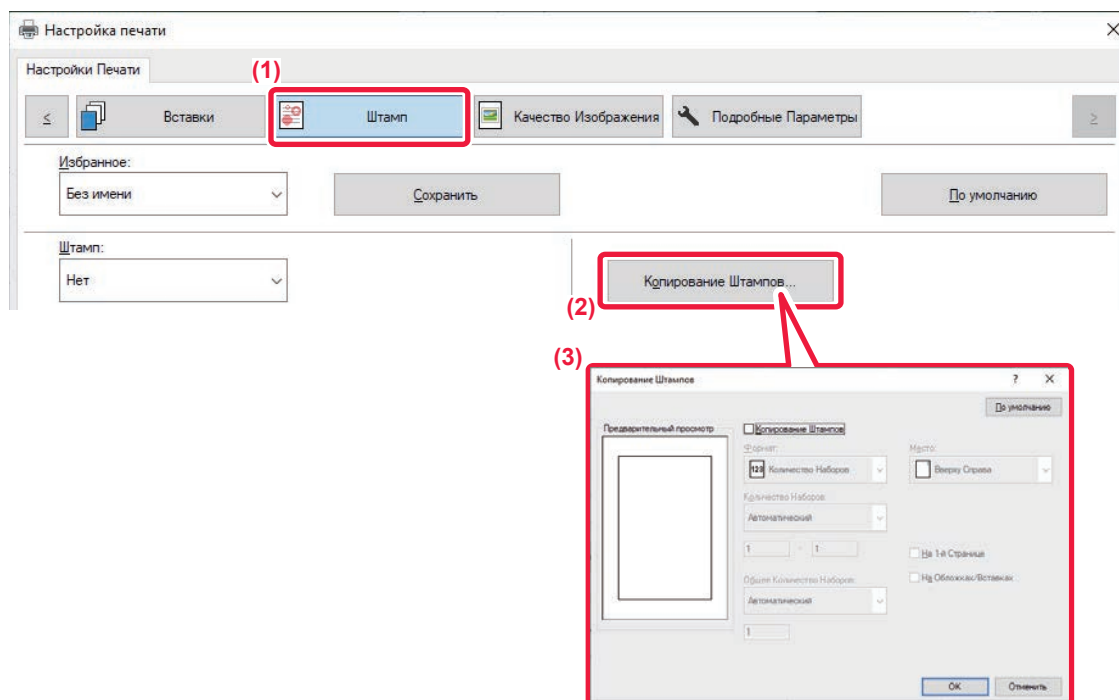 Настройка печати
Настройки Печати
(1)
< Вставки Штамп Качество Изображения Подробные Параметры >
Избранное:
Без имени Сохранить По умолчанию
Штамп:
Нет Копирование Штампов...
(2)
(3)
Копирование Штампов ?
По умолчанию
Предварительный просмотр Копирование Штампов
Формат: Место:
123 Количество Наборов Вверху Справа
Количество Наборов:
Автоматический
1 - 1 На 1-й Странице
Общее Количество Наборов: На Обложках/Вставках
Автоматический
1
OK Отменить